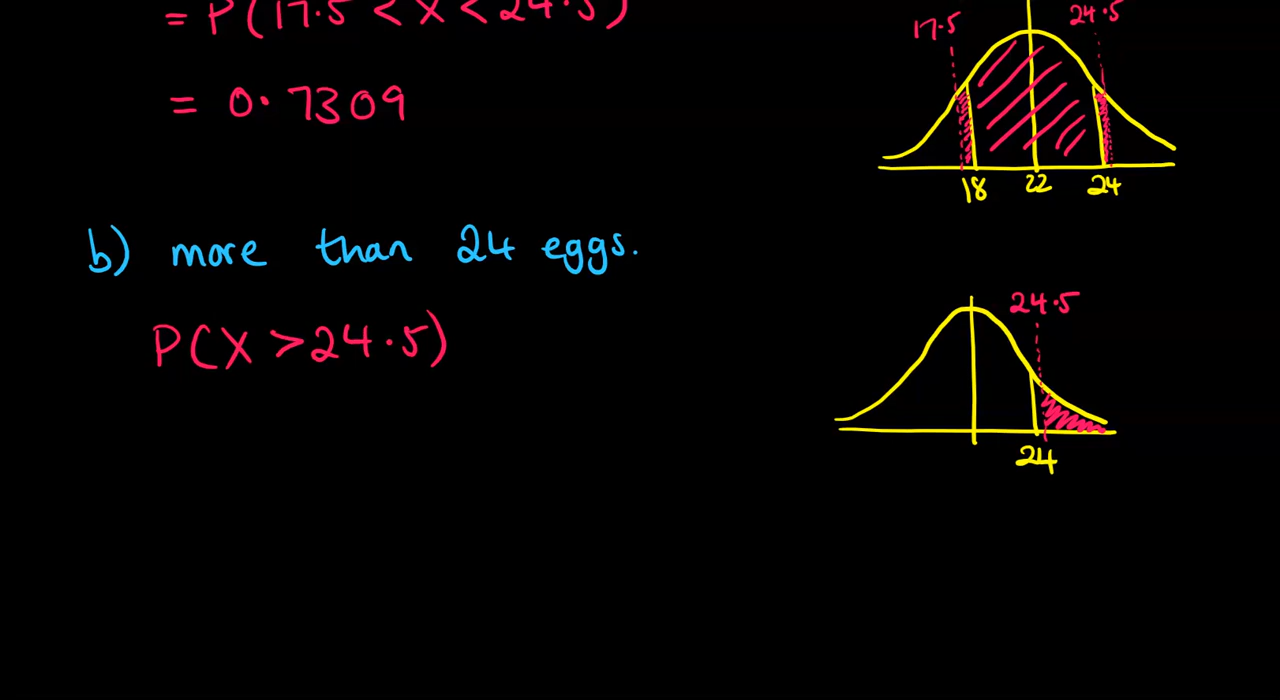 = P(17.5 < X < 24.5)
17.5
24.5
= 0.7309
18 22 24
b) more than 24 eggs.
24.5
P(X > 24.5)
24